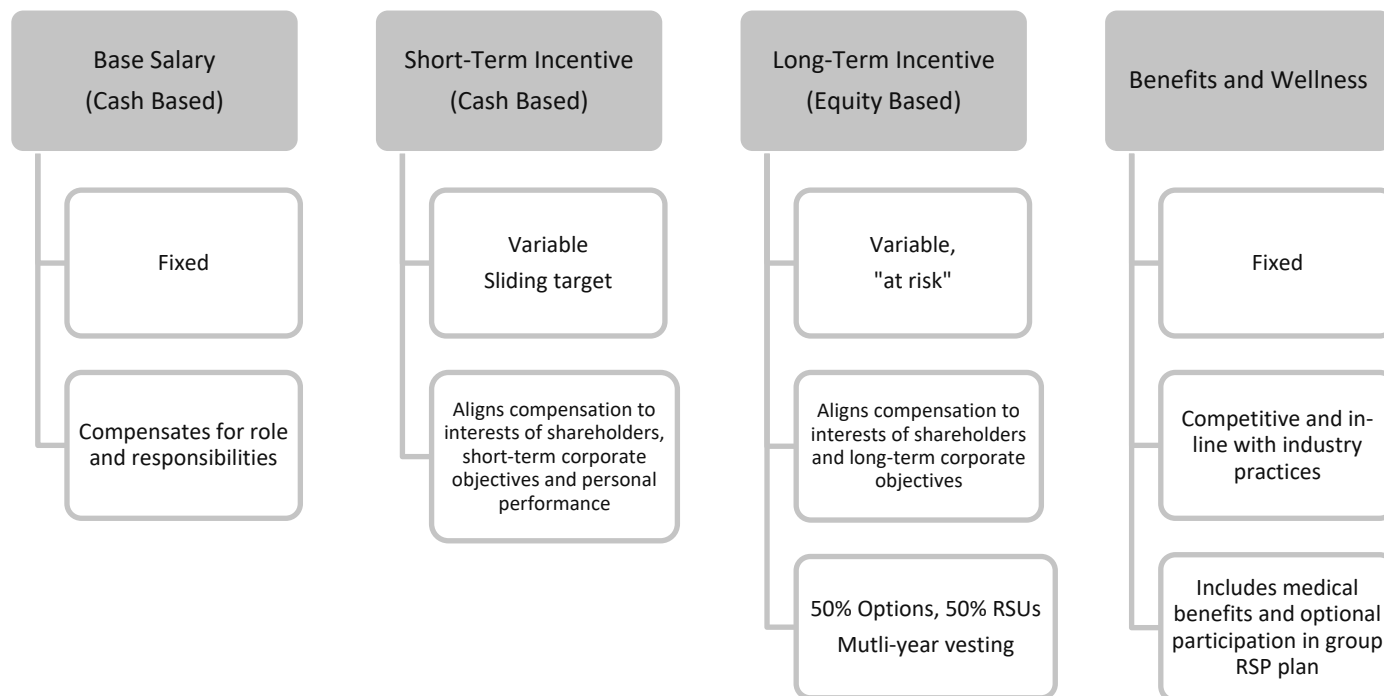 Base Salary
(Cash Based)
Fixed
Compensates for role
and responsibilities
Short-Term Incentive
(Cash Based)
Variable
Sliding target
Aligns compensation to
interests of shareholders,
short-term corporate
objectives and personal
performance
Long-Term Incentive
(Equity Based)
Variable,
"at risk"
Aligns compensation to
interests of shareholders
and long-term corporate
objectives
50% Options, 50% RSUs
Mutli-year vesting
Benefits and Wellness
Fixed
Competitive and in-
line with industry
practices
Includes medical
benefits and optional
participation in group
RSP plan